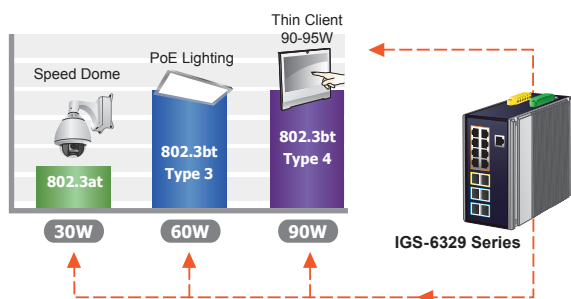 Thin Client
90-95W
PoE Lighting
Speed Dome
802.3at
802.3bt
Type 3
802.3bt
Type 4
30W
60W
90W
IGS-6329 Series